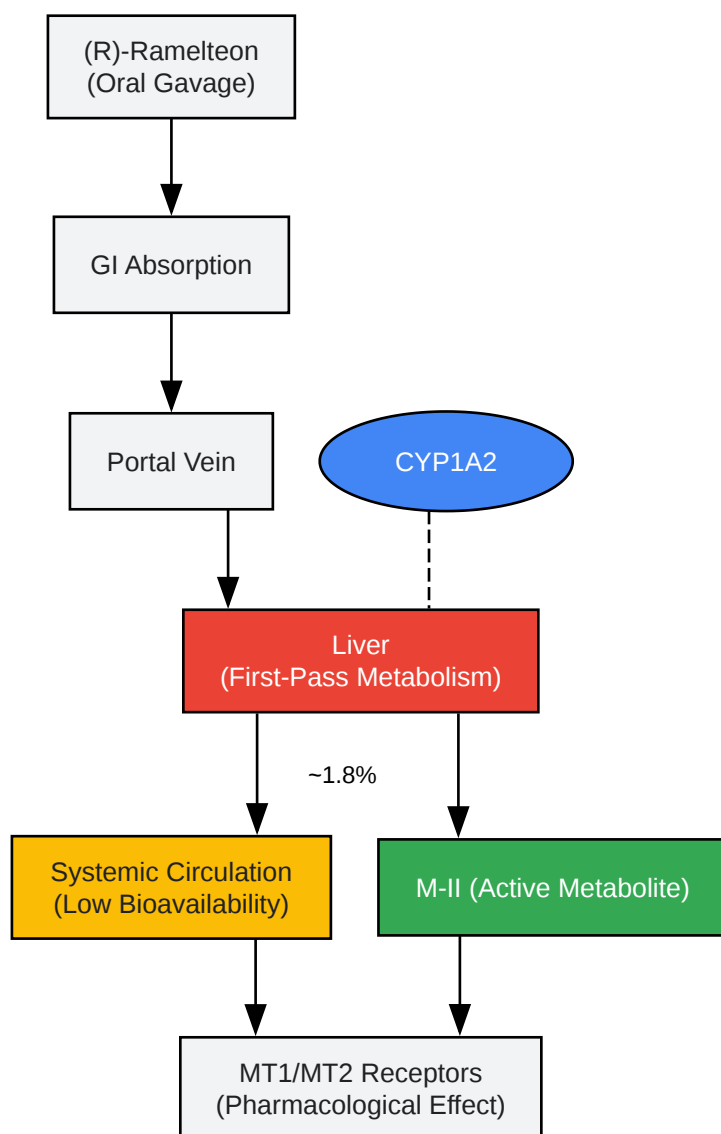 (R)-Ramelteon
(Oral Gavage)
GI Absorption
Portal Vein
CYP1A2
Liver
(First-Pass Metabolism)
~1.8%
Systemic Circulation
(Low Bioavailability)
M-II (Active Metabolite)
MT1/MT2 Receptors
(Pharmacological Effect)